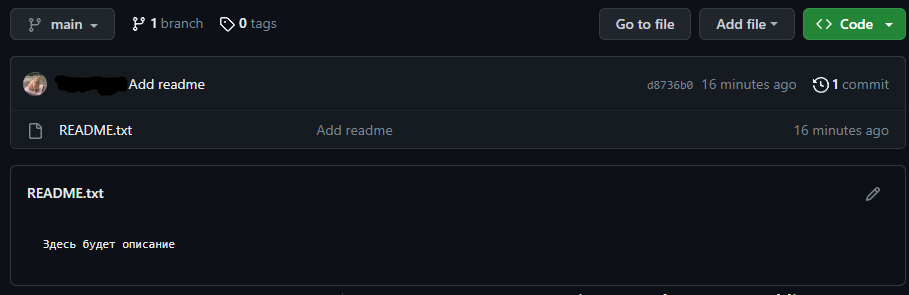 main 1 branch 0 tags Go to file Add file Code
Add readme d8736b0 16 minutes ago 1 commit
README.txt Add readme 16 minutes ago
README.txt
Здесь будет описание